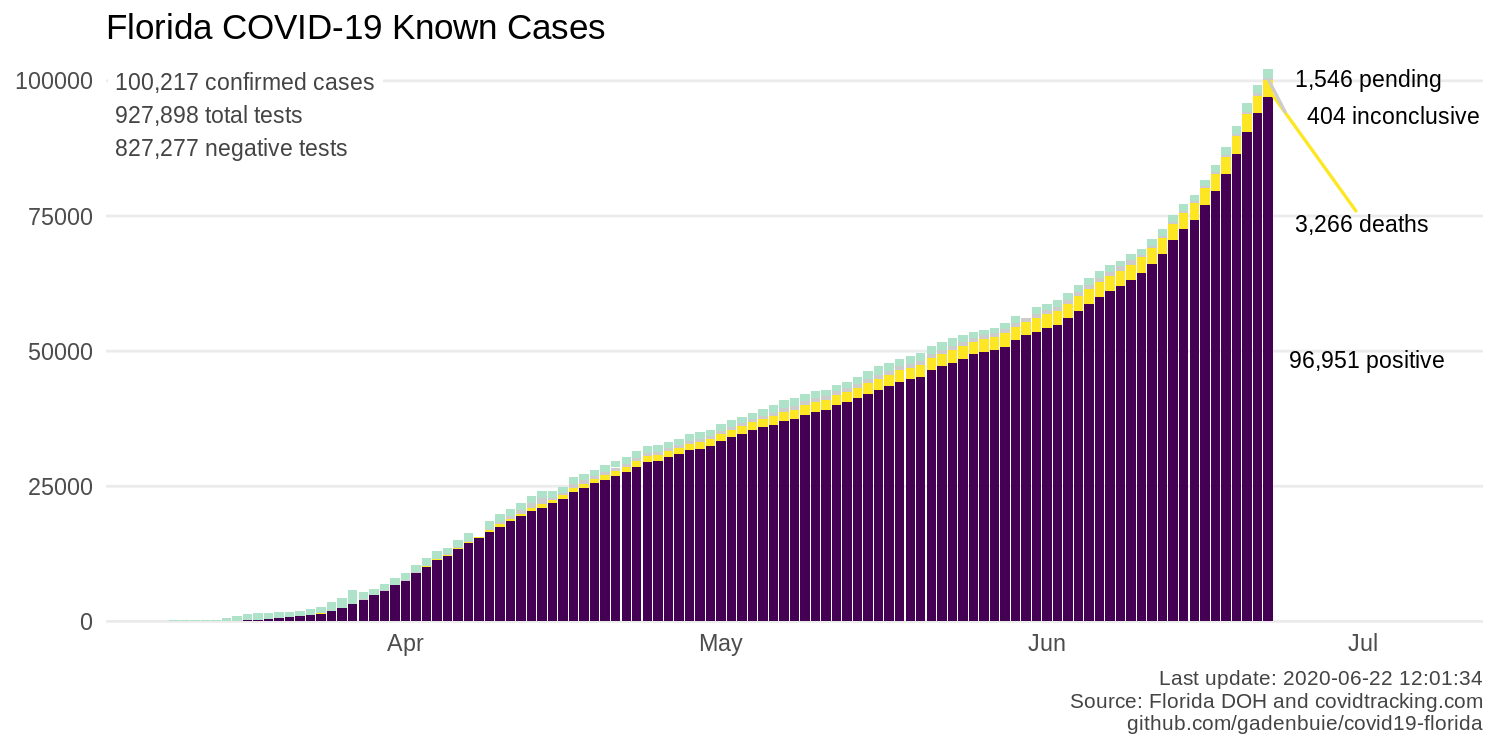 Florida COVID-19 Known Cases
100,217 confirmed cases
927,898 total tests
827,277 negative tests
100000
75000
50000
25000
0
1,546 pending
404 inconclusive
3,266 deaths
96,951 positive
Apr
May
Jun
Jul
Last update: 2020-06-22 12:01:34
Source: Florida DOH and covidtracking.com
github.com/gadenbuie/covid19-florida